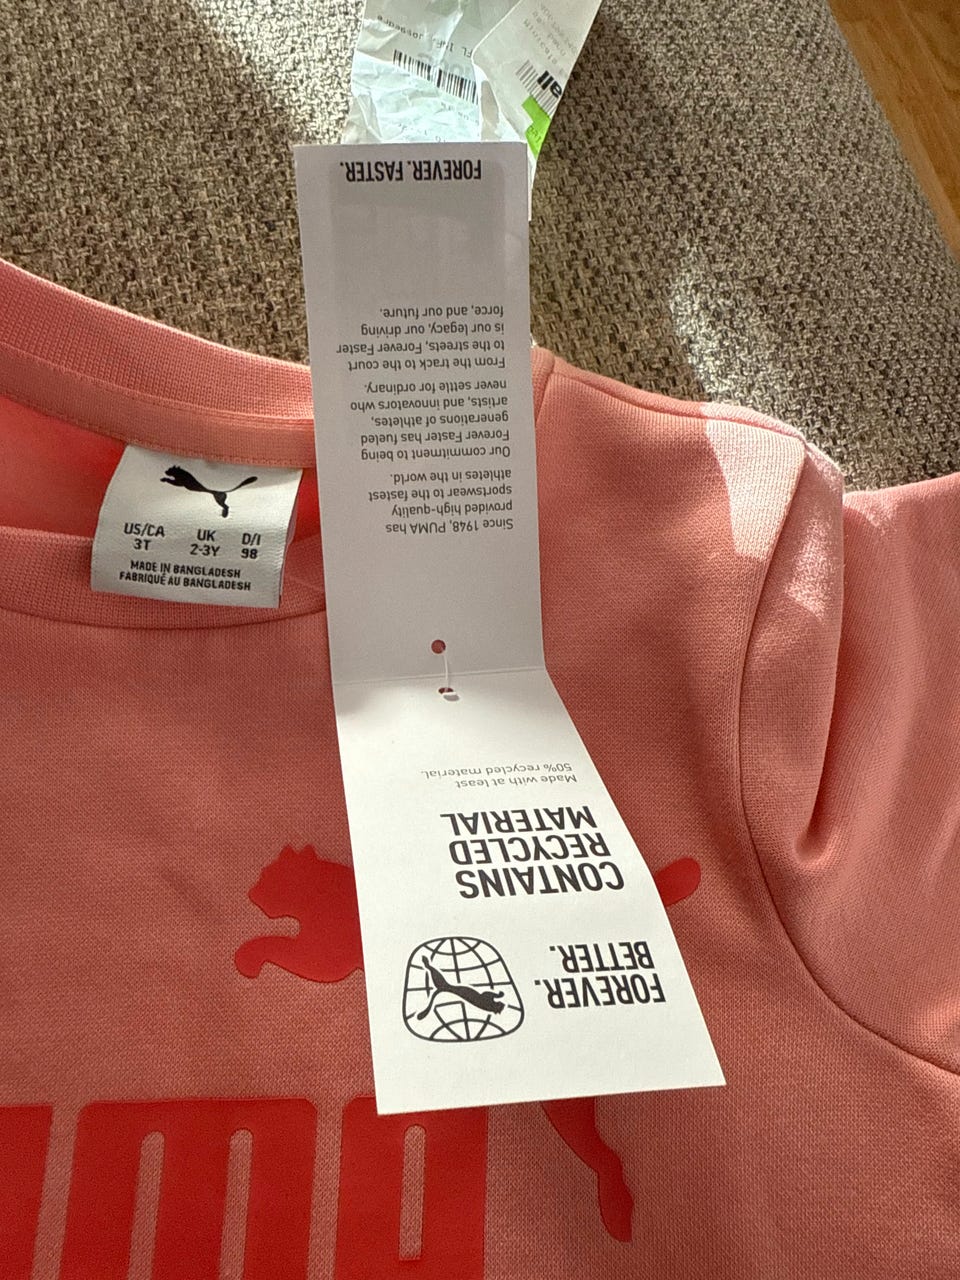 US/CA
3T
UK
2-3Y
D/I
98
MADE IN BANGLADESH
FABRIQUÉ AU BANGLADESH
FOREVER.
BETTER.
CONTAINS
RECYCLED
MATERIAL
Made with at least
50% recycled material.
Since 1948, PUMA has
provided high-quality
sportswear to the fastest
athletes in the world.
Our commitment to being
Forever Faster has fueled
generations of athletes,
artists, and innovators who
never settle for ordinary.
From the track to the court
to the streets, Forever Faster
is our legacy, our driving
force, and our future.
FOREVER. FASTER.